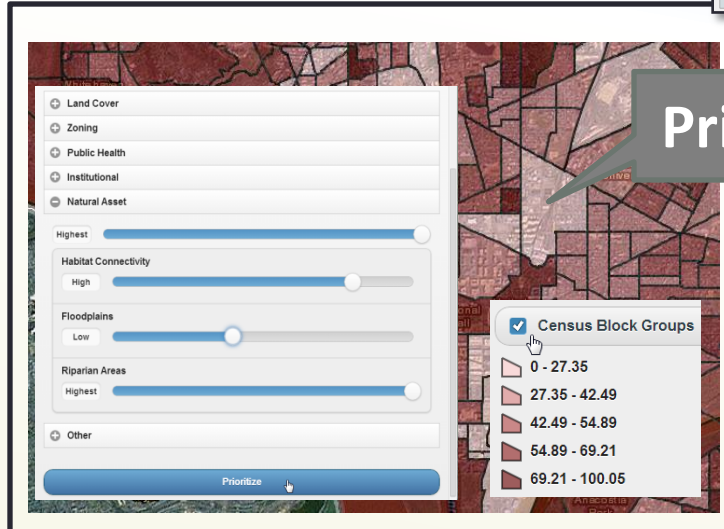 Land Cover
Zoning
Public Health
Institutional
Natural Asset
Highest
Habitat Connectivity
High
Floodplains
Low
Riparian Areas
Highest
Other
Prioritize
Pri
Census Block Groups
0 - 27.35
27.35 - 42.49
42.49 - 54.89
54.89 - 69.21
69.21 - 100.05
Anacostia
Park